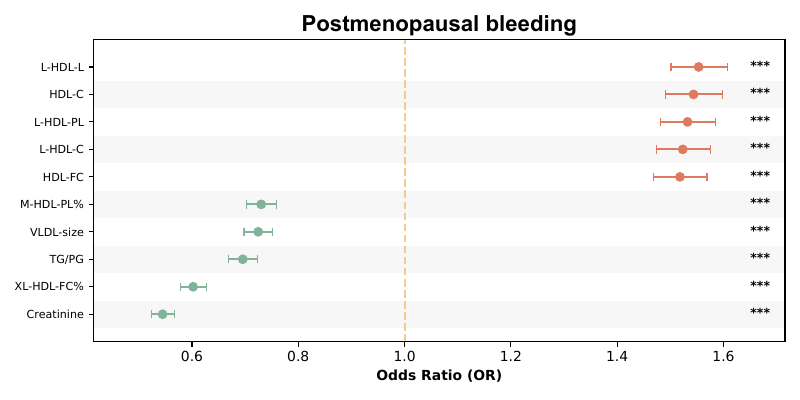 Postmenopausal bleeding
L-HDL-L ***
HDL-C ***
L-HDL-PL ***
L-HDL-C ***
HDL-FC ***
M-HDL-PL% ***
VLDL-size ***
TG/PG ***
XL-HDL-FC% ***
Creatinine ***
0.6 0.8 1.0 1.2 1.4 1.6
Odds Ratio (OR)